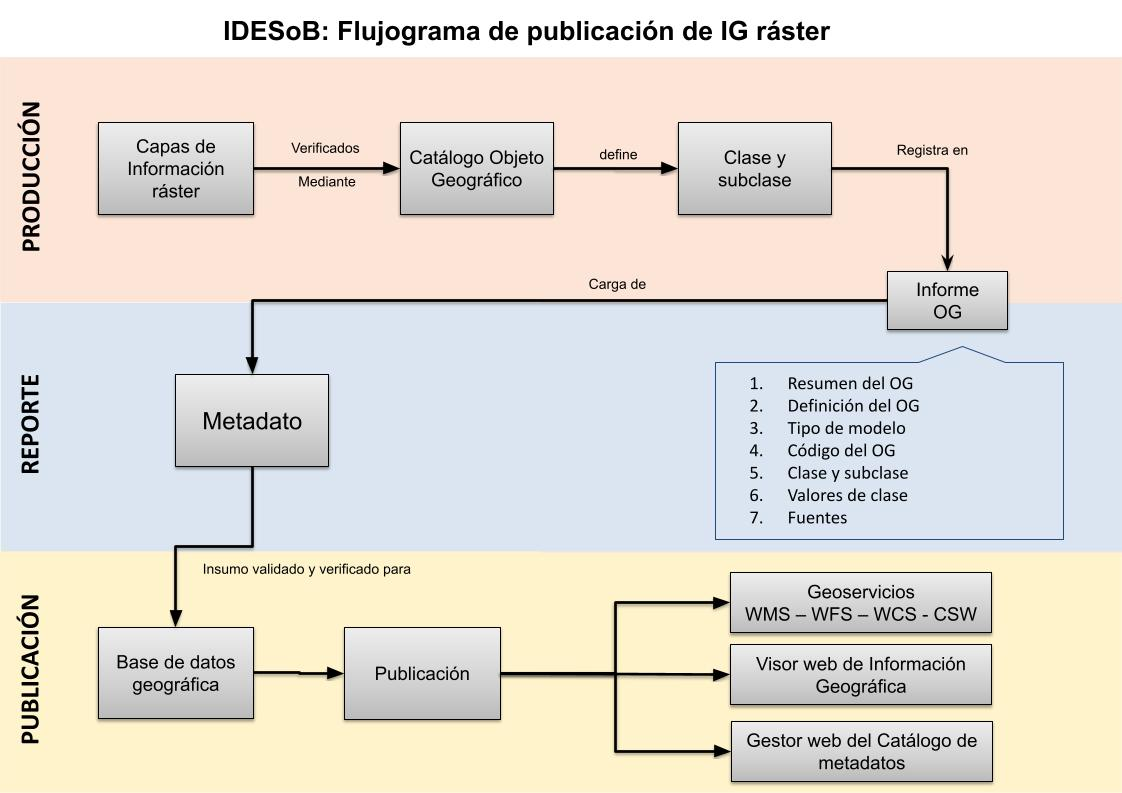 IDESoB: Flujograma de publicación de IG ráster
PRODUCCIÓN
Capas de
Información
ráster
Verificados
Mediante
Catálogo Objeto
Geográfico
define
Clase y
subclase
Registra en
Informe
OG
Carga de
REPORTE
Metadato
1. Resumen del OG
2. Definición del OG
3. Tipo de modelo
4. Código del OG
5. Clase y subclase
6. Valores de clase
7. Fuentes
PUBLICACIÓN
Insumo validado y verificado para
Base de datos
geográfica
Publicación
Geoservicios
WMS – WFS – WCS - CSW
Visor web de Información
Geográfica
Gestor web del Catálogo de
metadatos